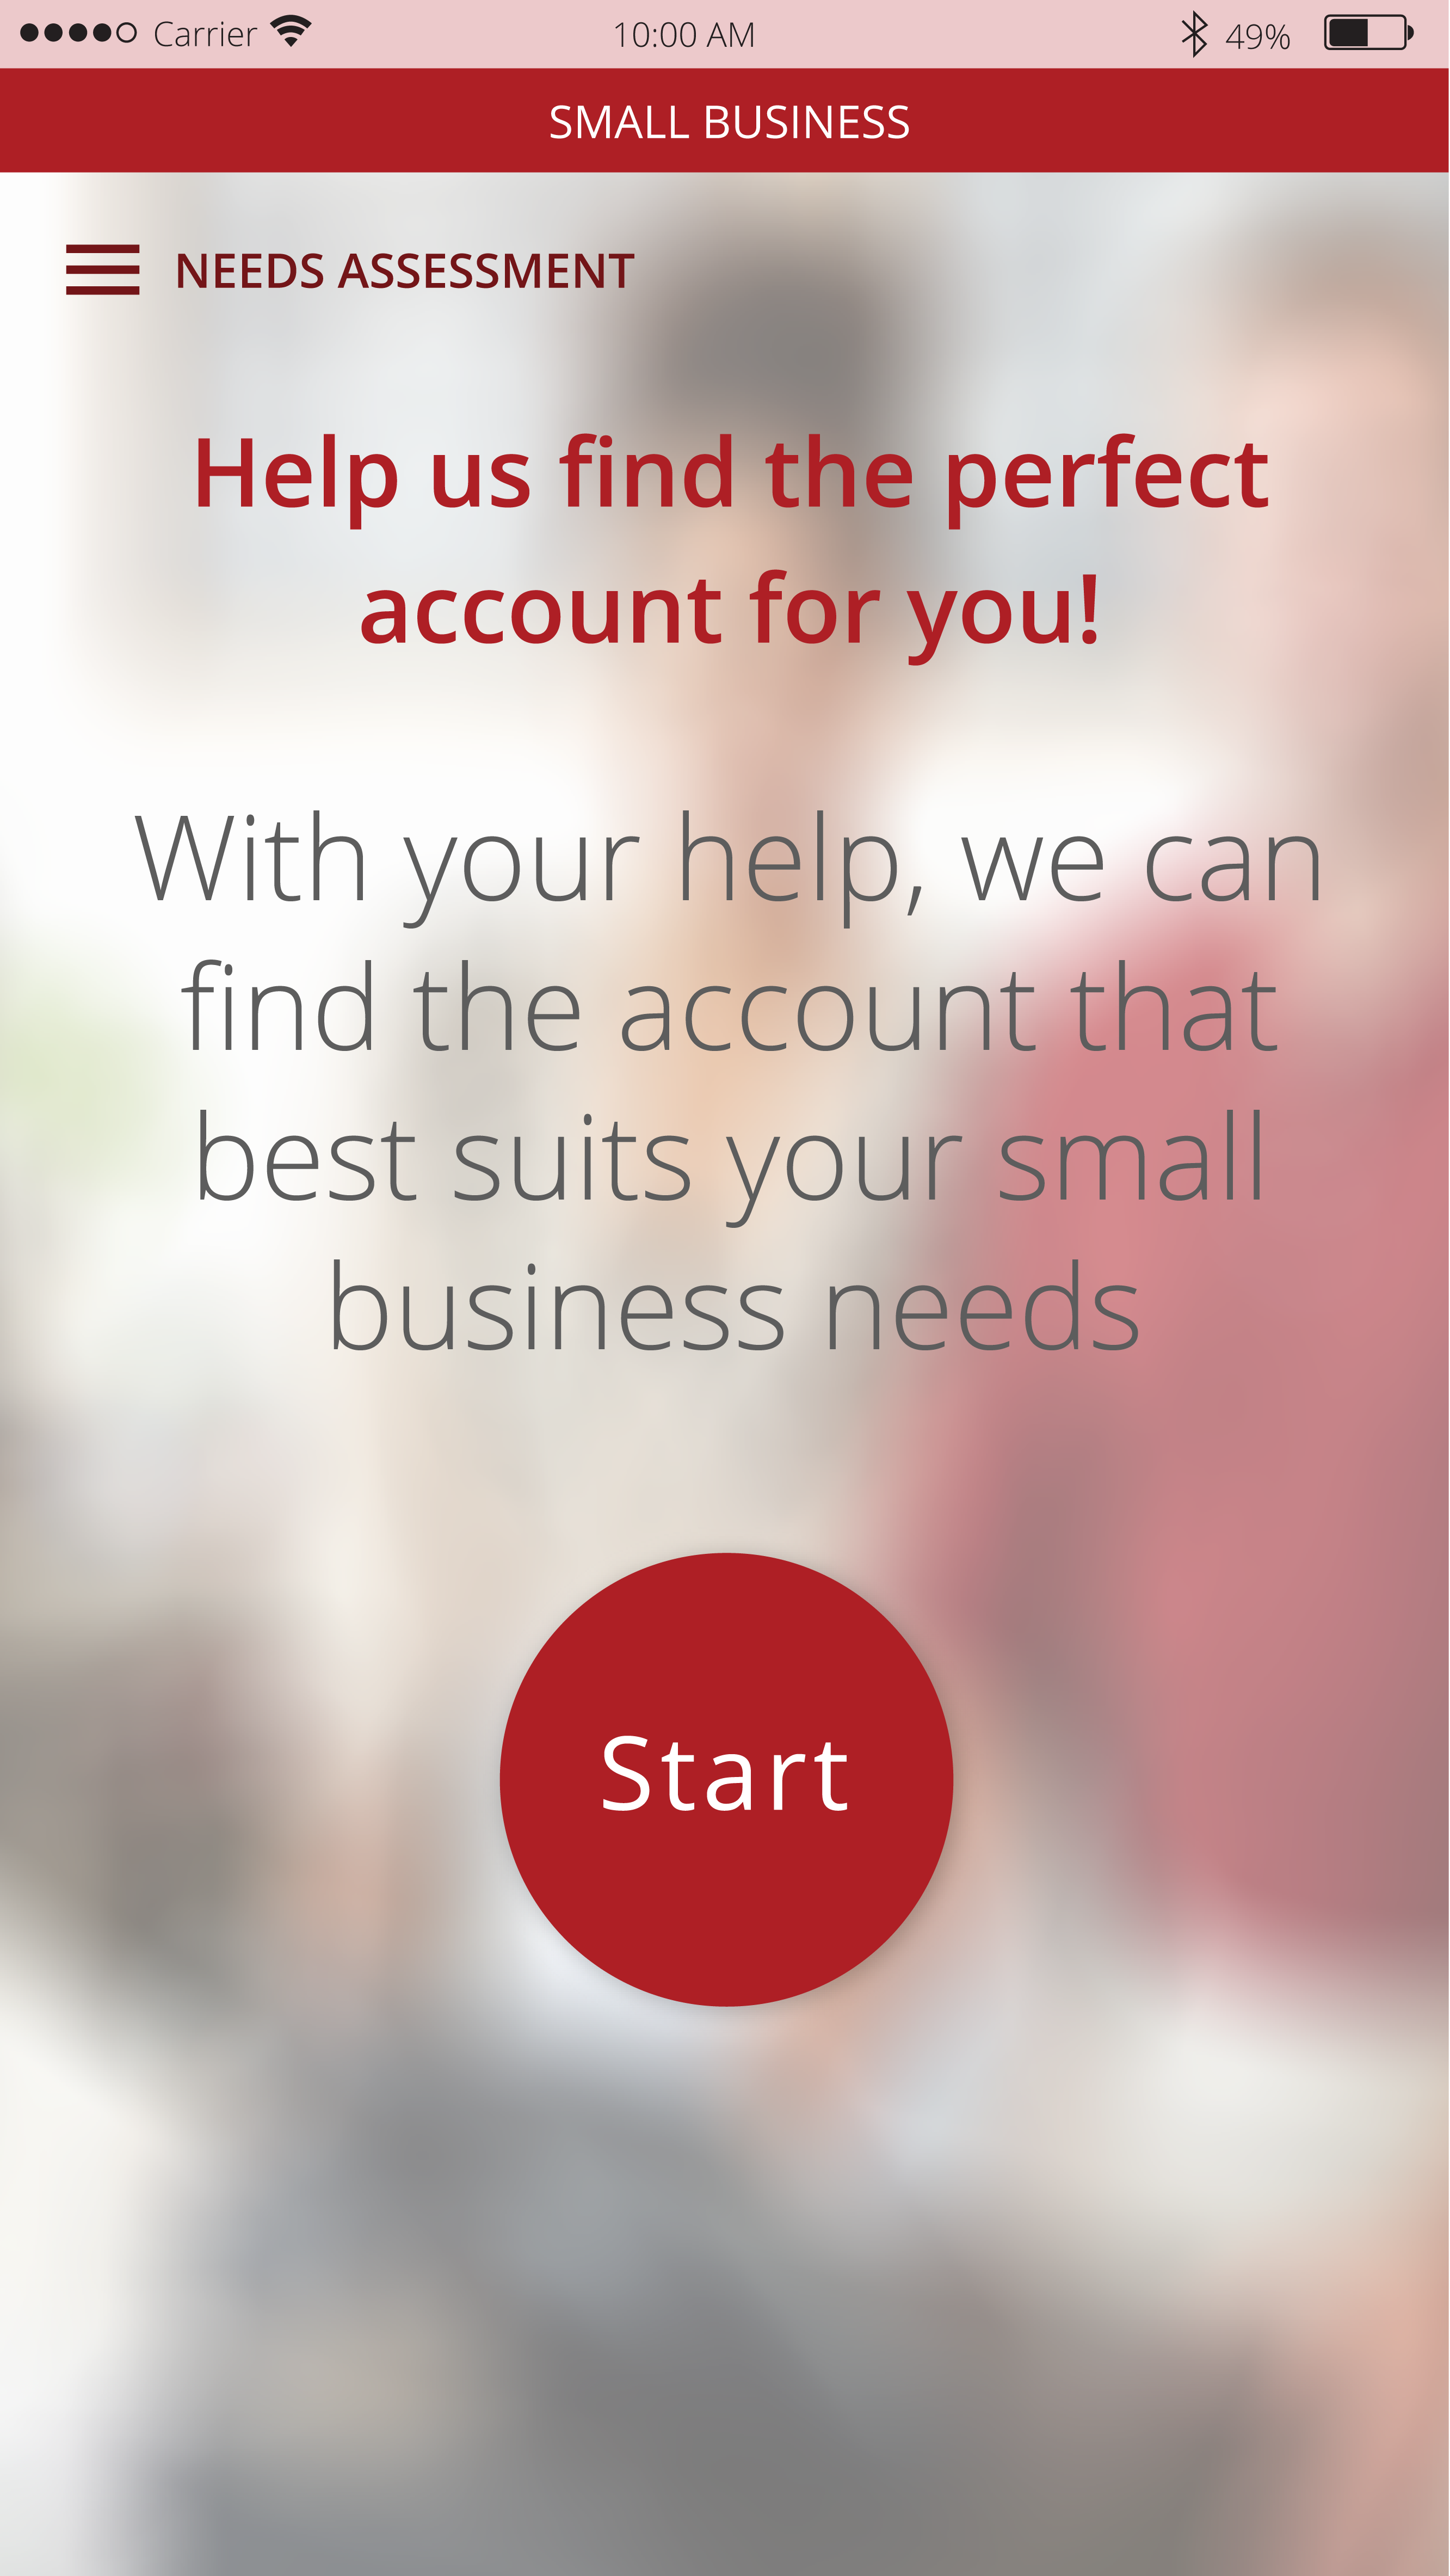 Carrier 10:00 AM 49%
SMALL BUSINESS
NEEDS ASSESSMENT
Help us find the perfect
account for you!
With your help, we can
find the account that
best suits your small
business needs
Start